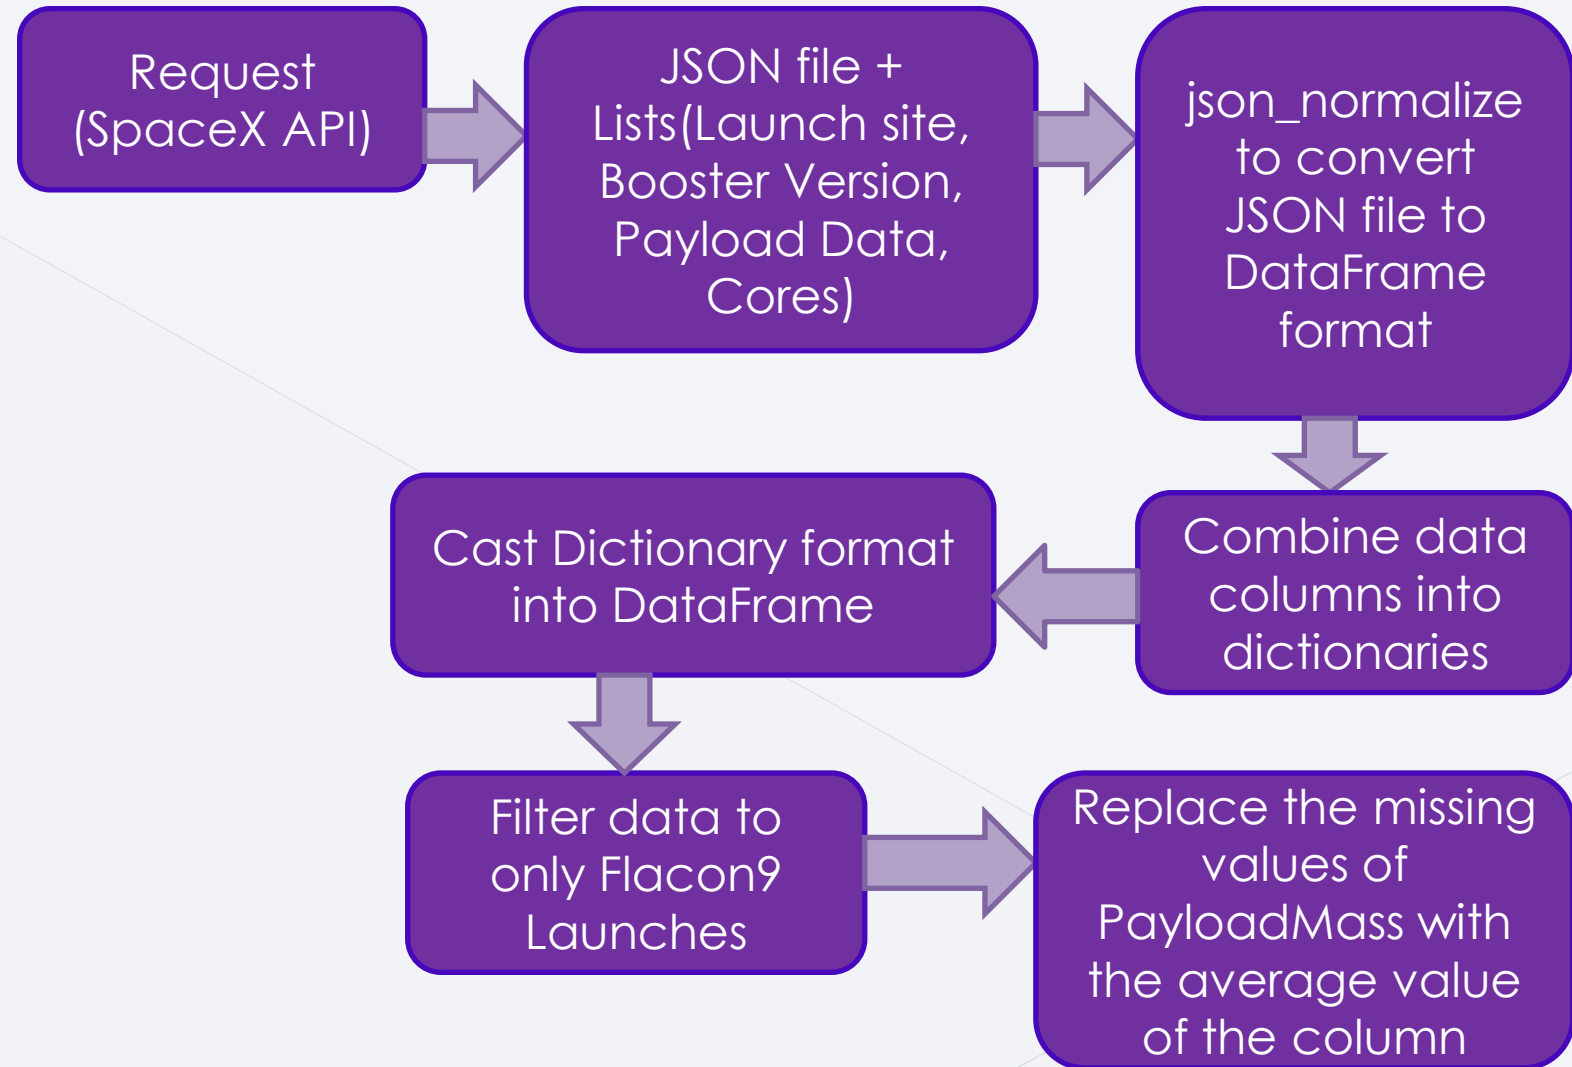 Request
(SpaceX API)
JSON file +
Lists(Launch site,
Booster Version,
Payload Data,
Cores)
json_normalize
to convert
JSON file to
DataFrame
format
Combine data
columns into
dictionaries
Cast Dictionary format
into DataFrame
Filter data to
only Flacon9
Launches
Replace the missing
values of
PayloadMass with
the average value
of the column